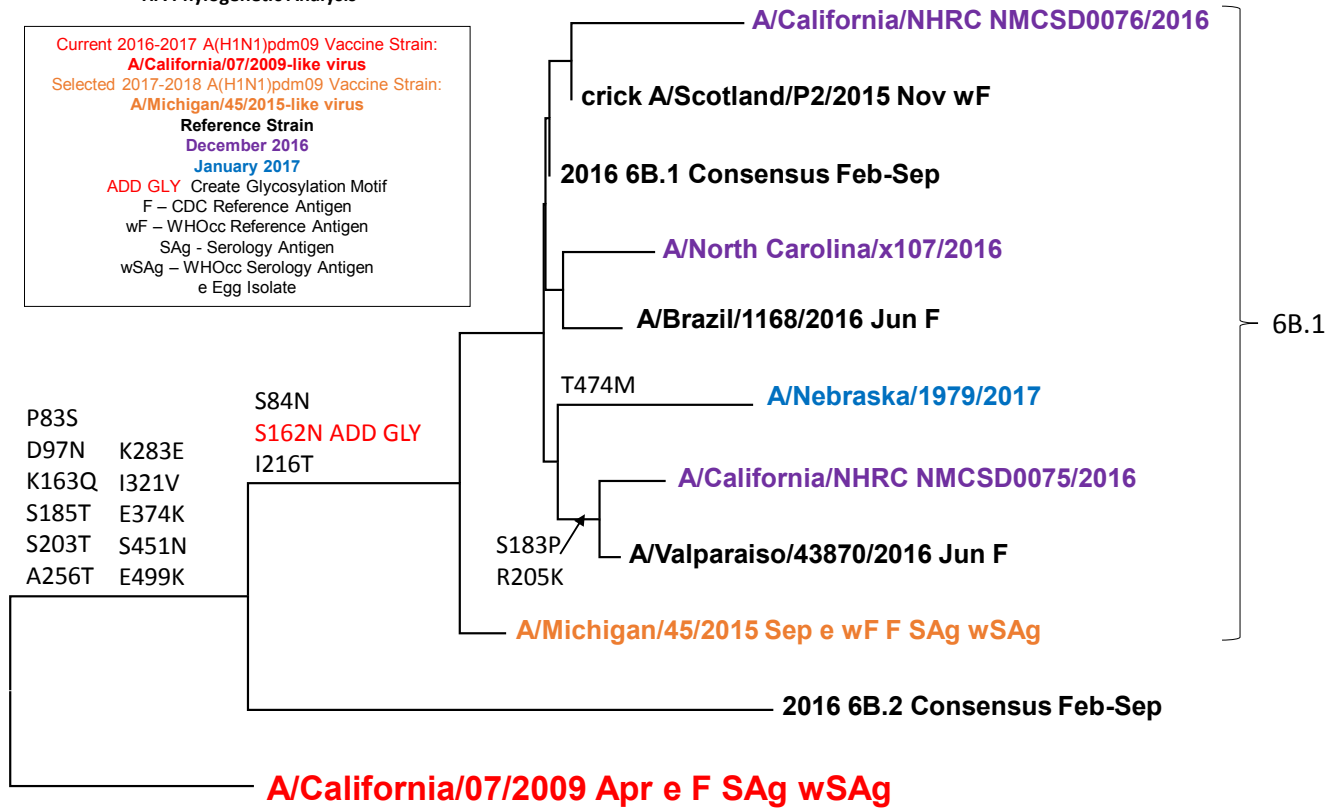 Phylogenetic Analysis
Current 2016-2017 A(H1N1)pdm09 Vaccine Strain:
A/California/07/2009-like virus
Selected 2017-2018 A(H1N1)pdm09 Vaccine Strain:
A/Michigan/45/2015-like virus
Reference Strain
December 2016
January 2017
ADD GLY Create Glycosylation Motif
F – CDC Reference Antigen
wF – WHOcc Reference Antigen
SAg - Serology Antigen
wSAg – WHOcc Serology Antigen
e Egg Isolate
A/California/NHRC NMCSD0076/2016
crick A/Scotland/P2/2015 Nov wF
2016 6B.1 Consensus Feb-Sep
A/North Carolina/x107/2016
A/Brazil/1168/2016 Jun F
6B.1
T474M
A/Nebraska/1979/2017
A/California/NHRC NMCSD0075/2016
S183P
R205K
A/Valparaiso/43870/2016 Jun F
A/Michigan/45/2015 Sep e wF F SAg wSAg
S84N
S162N ADD GLY
I216T
P83S
D97N
K163Q
S185T
S203T
A256T
K283E
I321V
E374K
S451N
E499K
2016 6B.2 Consensus Feb-Sep
A/California/07/2009 Apr e F SAg wSAg